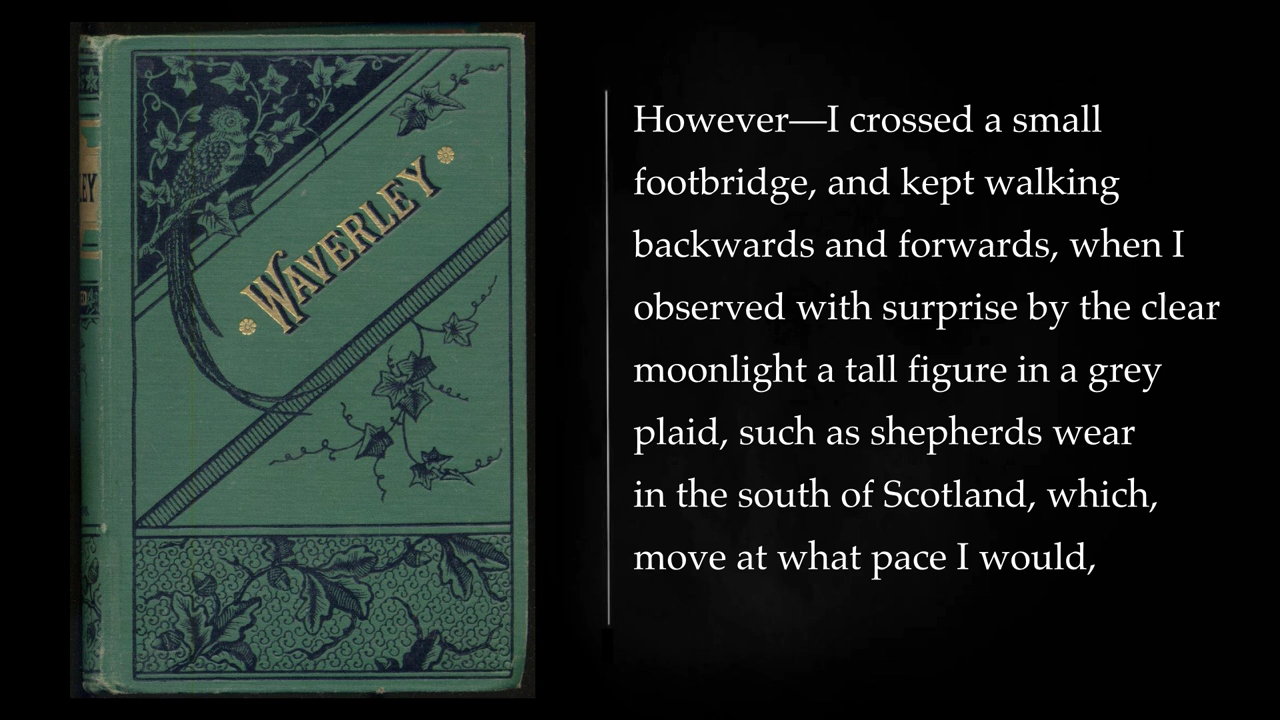 WAVERLEY
However—I crossed a small
footbridge, and kept walking
backwards and forwards, when I
observed with surprise by the clear
moonlight a tall figure in a grey
plaid, such as shepherds wear
in the south of Scotland, which,
move at what pace I would,